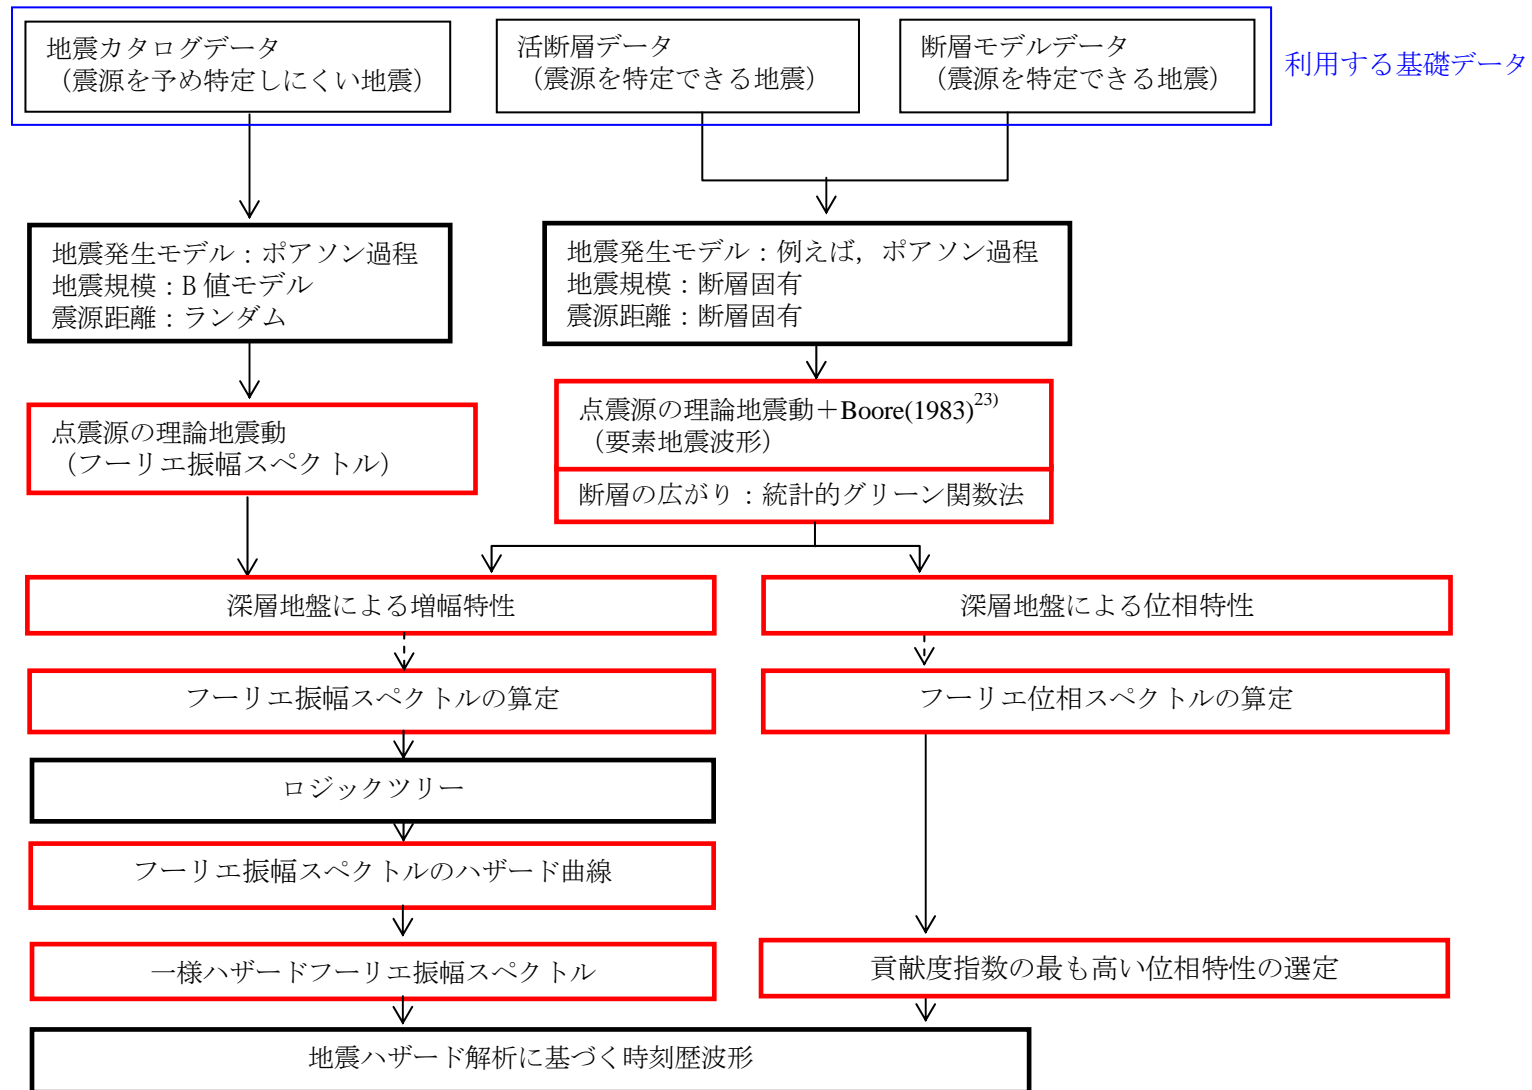 地震カタログデータ
（震源を予め特定しにくい地震）
活断層データ
（震源を特定できる地震）
断層モデルデータ
（震源を特定できる地震）
利用する基礎データ
地震発生モデル：ポアソン過程
地震規模：B 値モデル
震源距離：ランダム
地震発生モデル：例えば，ポアソン過程
地震規模：断層固有
震源距離：断層固有
点震源の理論地震動
（フーリエ振幅スペクトル）
点震源の理論地震動＋Boore(1983)23)
（要素地震波形）
断層の広がり：統計的グリーン関数法
深層地盤による増幅特性
深層地盤による位相特性
フーリエ振幅スペクトルの算定
フーリエ位相スペクトルの算定
ロジックツリー
フーリエ振幅スペクトルのハザード曲線
一様ハザードフーリエ振幅スペクトル
貢献度指数の最も高い位相特性の選定
地震ハザード解析に基づく時刻歴波形